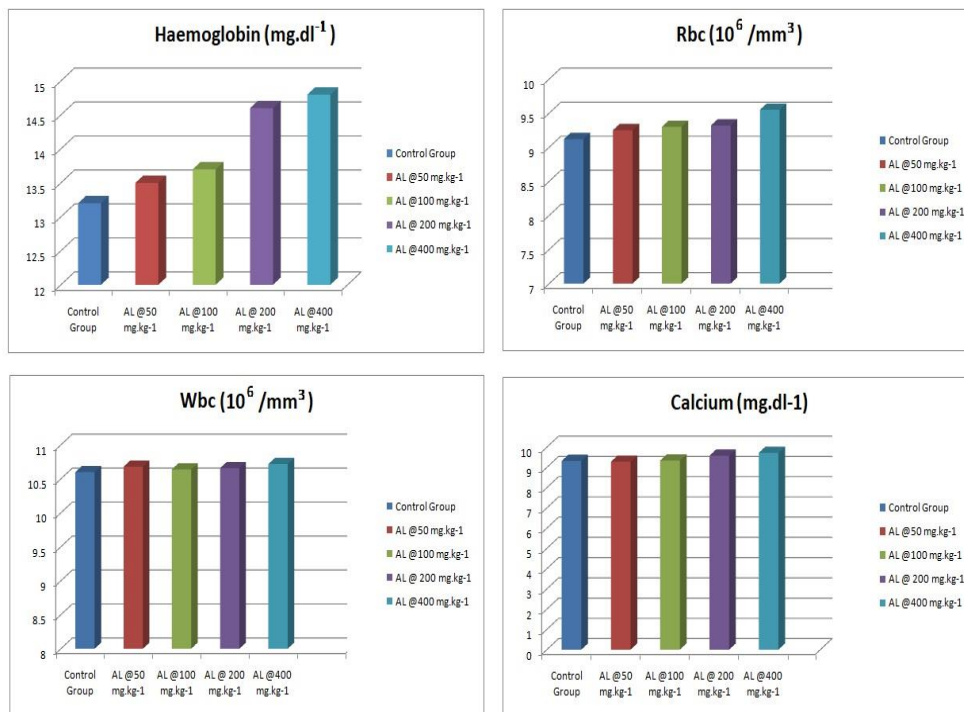 Haemoglobin (mg.dl⁻¹)
15
14.5
14
13.5
13
12.5
12
Control Group
AL @50 mg.kg-1
AL @100 mg.kg-1
AL @ 200 mg.kg-1
AL @400 mg.kg-1
Control AL @50 AL @100 AL @ 200 AL @400
Group mg.kg-1 mg.kg-1 mg.kg-1 mg.kg-1
Rbc (10⁶ /mm³)
10
9.5
9
8.5
8
7.5
7
Control Group
AL @50 mg.kg-1
AL @100 mg.kg-1
AL @ 200 mg.kg-1
AL @400 mg.kg-1
Control AL @50 AL @100 AL @ 200 AL @400
Group mg.kg-1 mg.kg-1 mg.kg-1 mg.kg-1
Wbc (10⁶ /mm³)
11
10.5
10
9.5
9
8.5
8
Control Group
AL @50 mg.kg-1
AL @100 mg.kg-1
AL @ 200 mg.kg-1
AL @400 mg.kg-1
Control AL @50 AL @100 AL @ 200 AL @400
Group mg.kg-1 mg.kg-1 mg.kg-1 mg.kg-1
Calcium (mg.dl-1)
10
9
8
7
6
5
4
3
2
1
0
Control Group
AL @50 mg.kg-1
AL @100 mg.kg-1
AL @ 200 mg.kg-1
AL @400 mg.kg-1
Control AL @50 AL @100 AL @ 200 AL @400
Group mg.kg-1 mg.kg-1 mg.kg-1 mg.kg-1